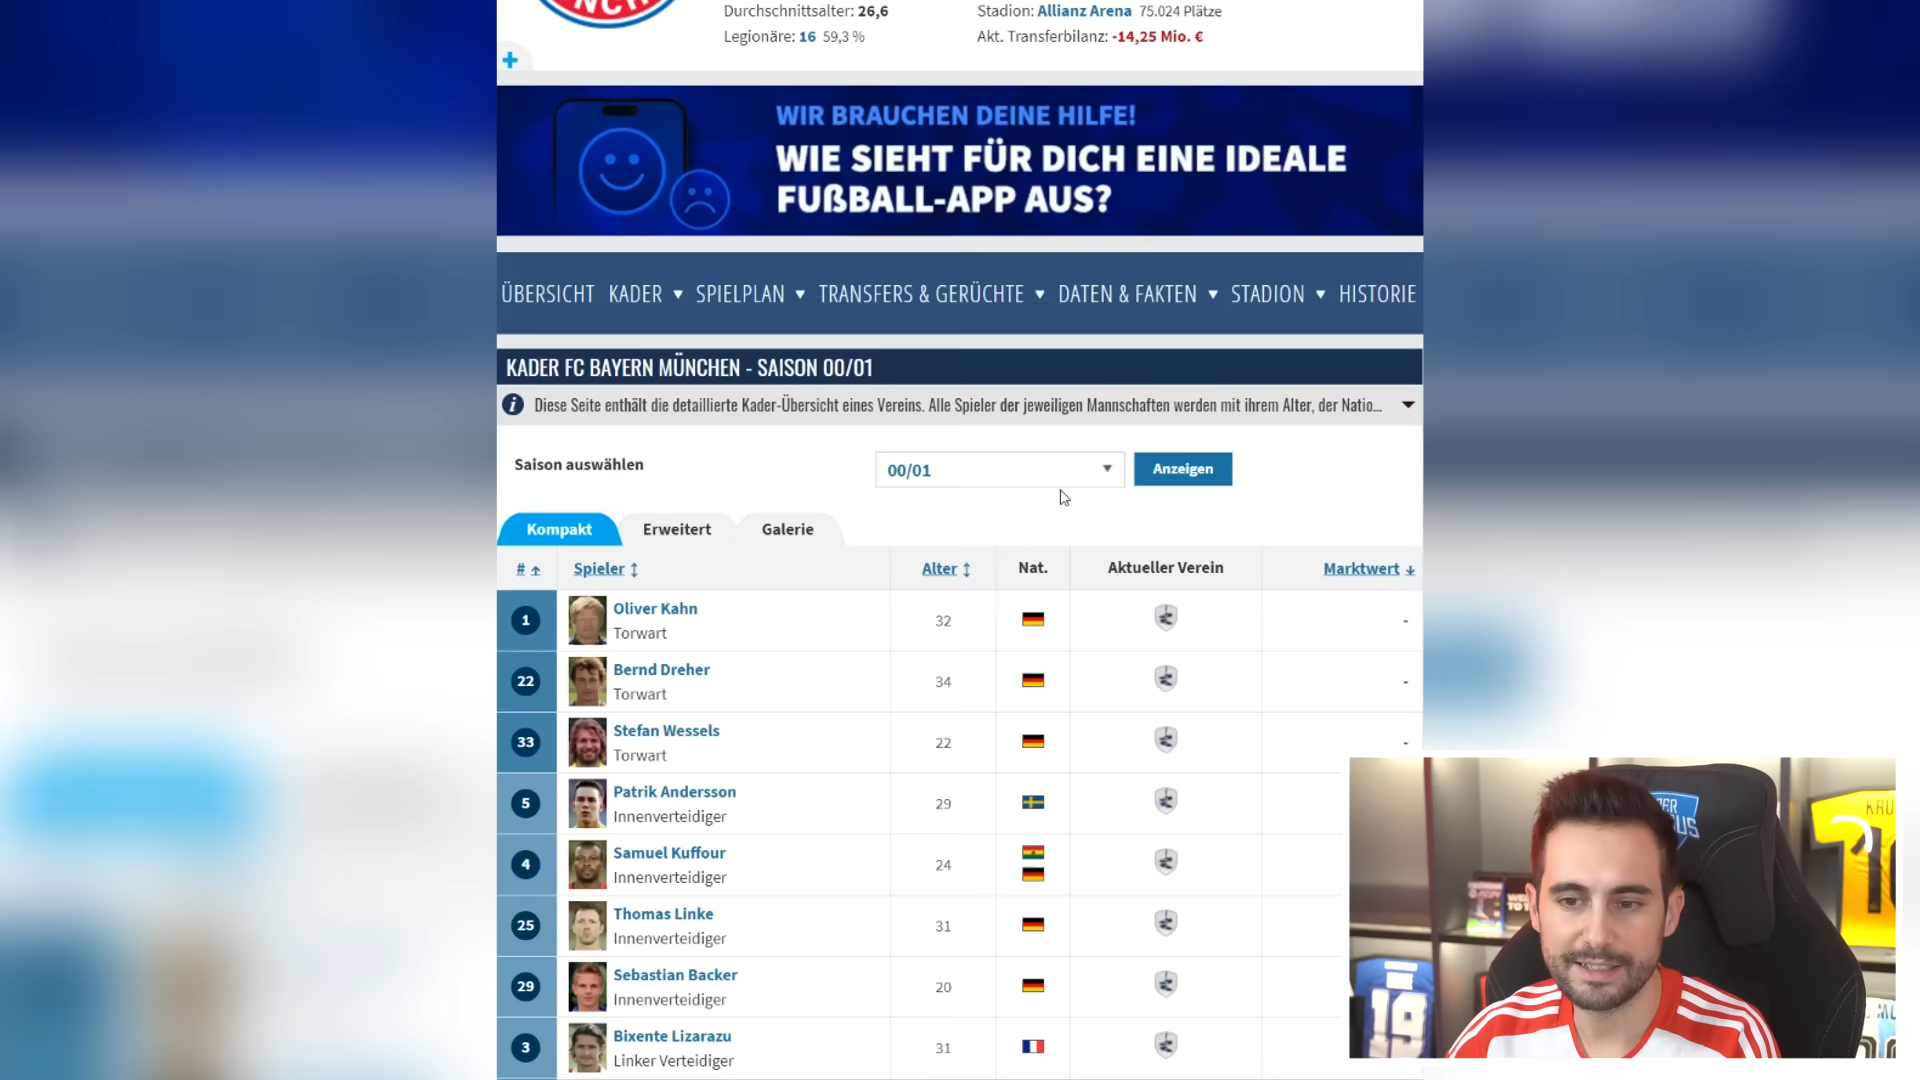 NCH
Durchschnittsalter: 26,6
Legionäre: 16 59,3 %
Stadion: Allianz Arena 75.024 Plätze
Akt. Transferbilanz: -14,25 Mio. €
WIR BRAUCHEN DEINE HILFE!
WIE SIEHT FÜR DICH EINE IDEALE
FUẞBALL-APP AUS?
ÜBERSICHT KADER SPIELPLAN TRANSFERS & GERÜCHTE DATEN & FAKTEN STADION HISTORIE
KADER FC BAYERN MÜNCHEN - SAISON 00/01
Diese Seite enthält die detaillierte Kader-Übersicht eines Vereins. Alle Spieler der jeweiligen Mannschaften werden mit ihrem Alter, der Natio...
Saison auswählen 00/01 Anzeigen
Kompakt Erweitert Galerie
# Spieler Alter Nat. Aktueller Verein Marktwert
1 Oliver Kahn 32 -
Torwart
22 Bernd Dreher 34 -
Torwart
33 Stefan Wessels 22 -
Torwart
5 Patrik Andersson 29
Innenverteidiger
4 Samuel Kuffour 24
Innenverteidiger
25 Thomas Linke 31
Innenverteidiger
29 Sebastian Backer 20
Innenverteidiger
3 Bixente Lizarazu 31
Linker Verteidiger
KRU
19